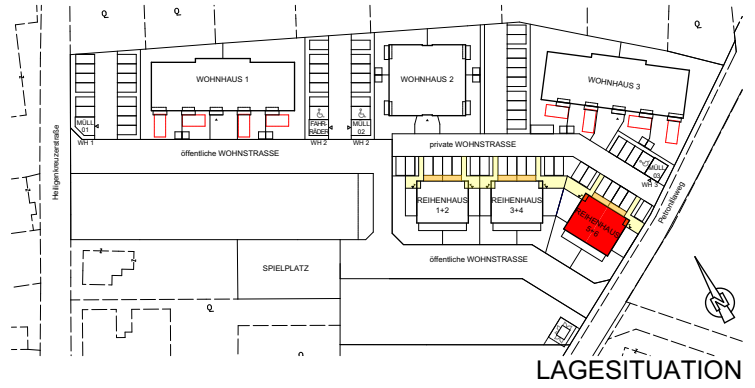 WOHNHAUS 1
WOHNHAUS 2
WOHNHAUS 3
MÜLL
01
WH 1
FAHR-
RÄDER
WH 2
MÜLL
02
WH 2
MÜLL
03
WH 3
öffentliche WOHNSTRASSE
private WOHNSTRASSE
Heiligenkreuzerstraße
Petronillaweg
REIHENHAUS
1+2
REIHENHAUS
3+4
REIHENHAUS
5+6
öffentliche WOHNSTRASSE
SPIELPLATZ
N
LAGESITUATION